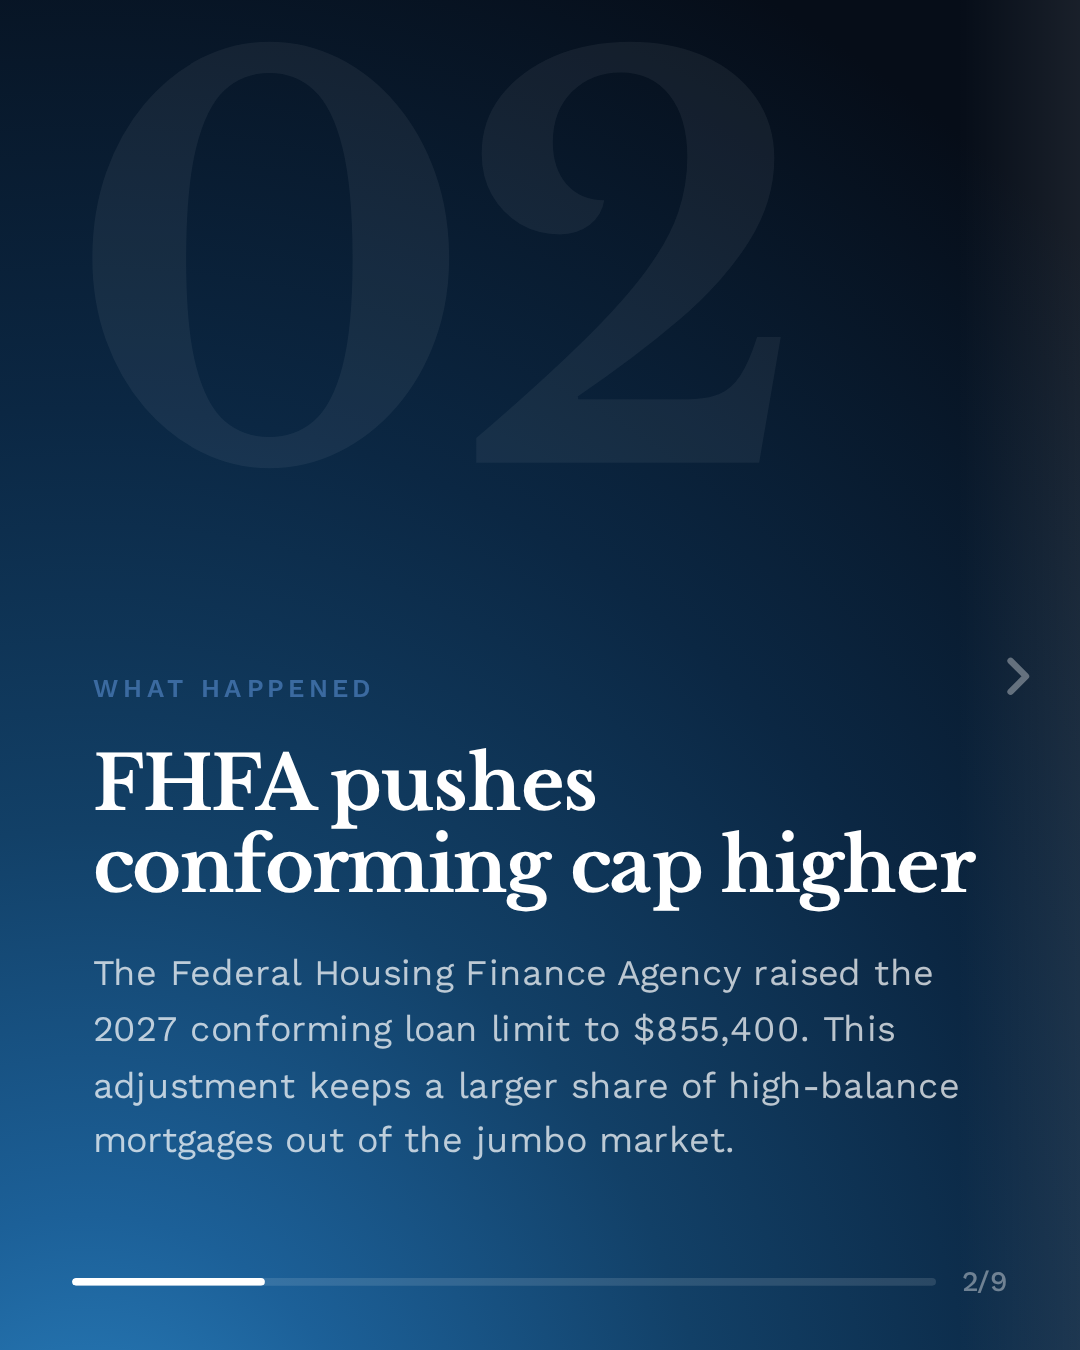 02
WHAT HAPPENED
FHFA pushes
conforming cap higher
The Federal Housing Finance Agency raised the
2027 conforming loan limit to $855,400. This
adjustment keeps a larger share of high-balance
mortgages out of the jumbo market.
2/9